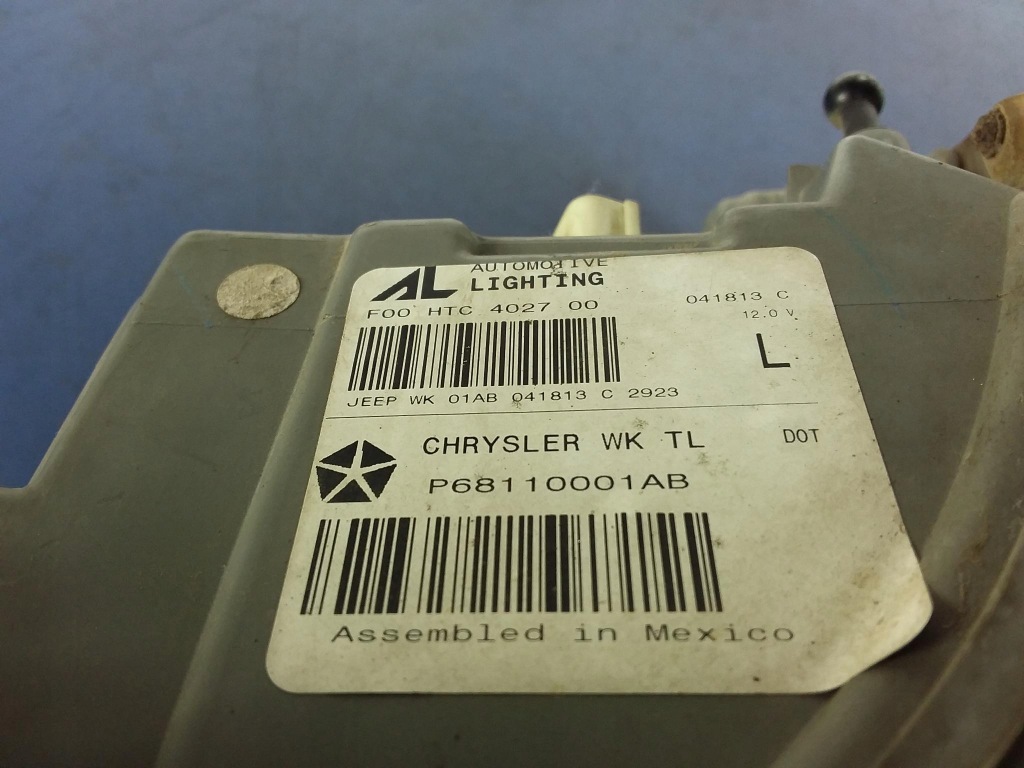 AL AUTOMOTIVE
LIGHTING
F00 HTC 4027 00
041813 C
12.0 V
L
JEEP WK 01AB 041813 C 2923
CHRYSLER WK TL
DOT
P68110001AB
Assembled in Mexico